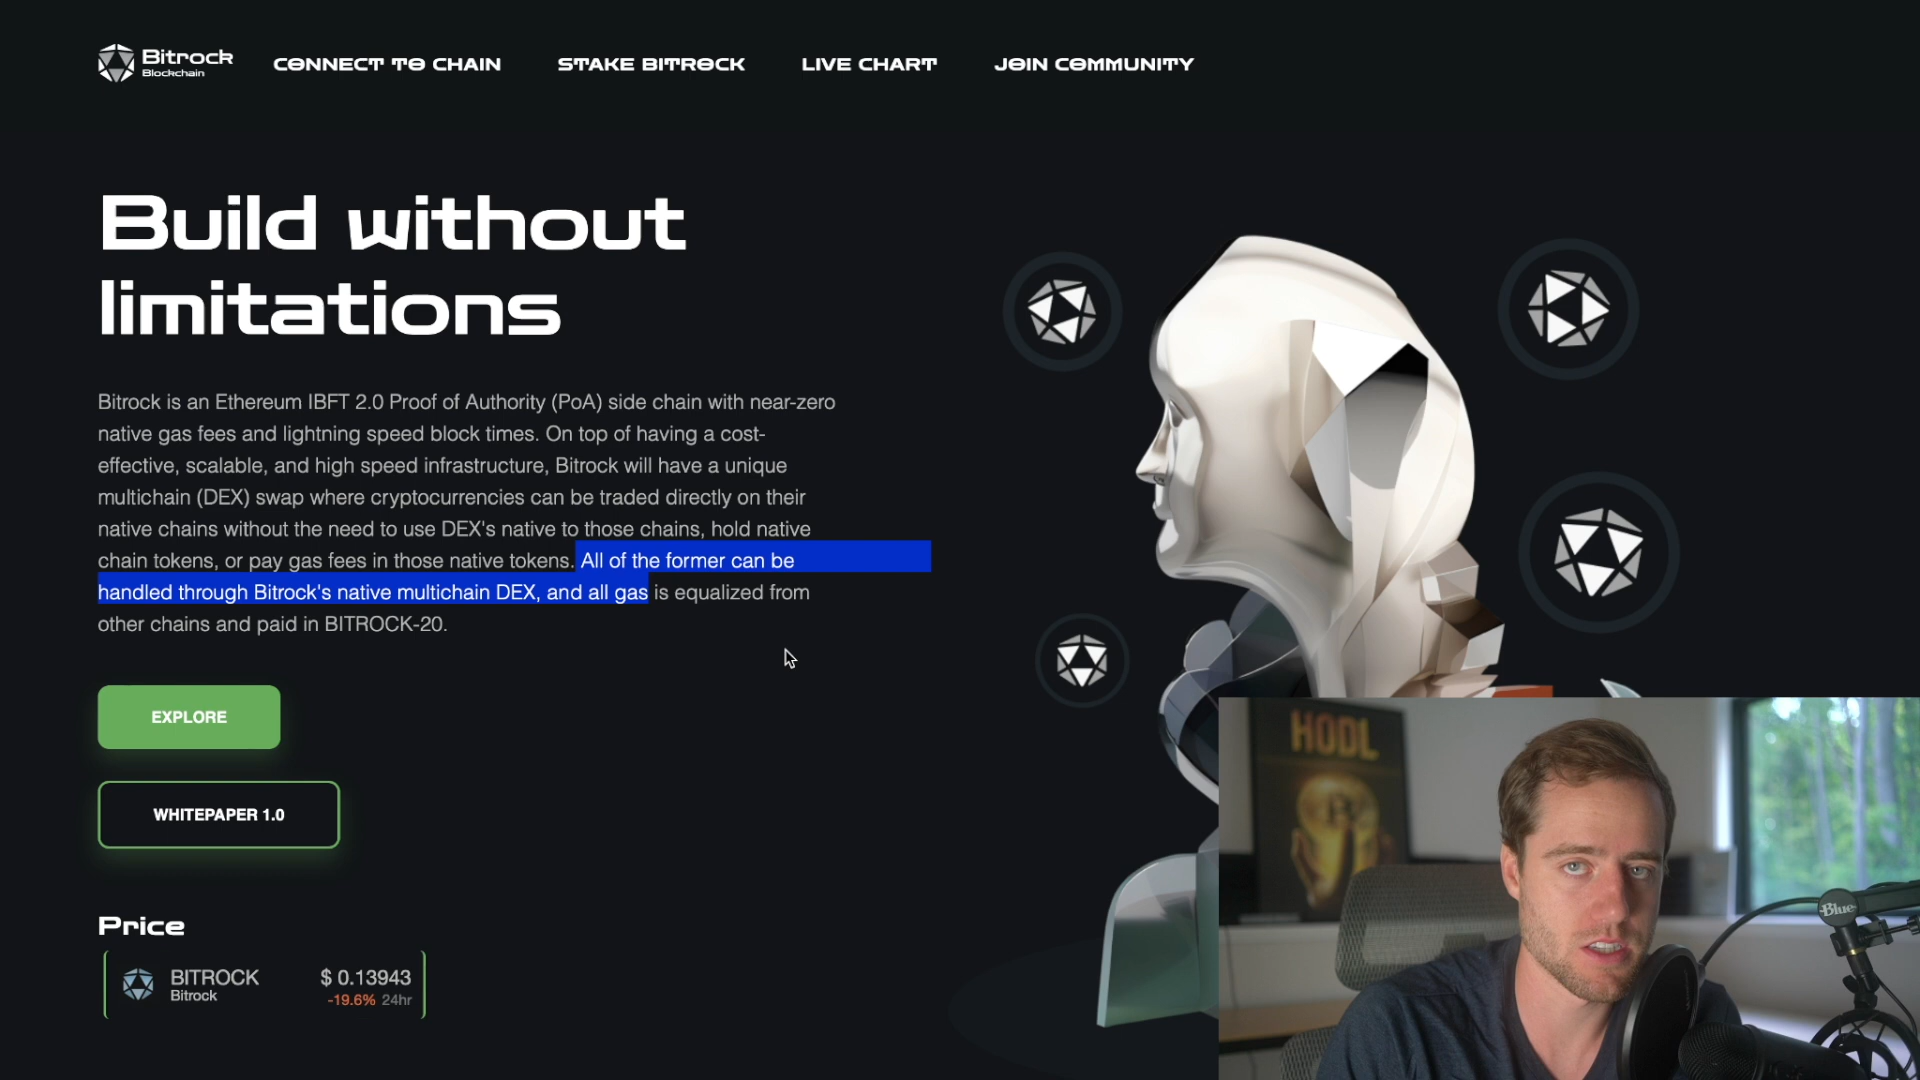 Bitrock
Blockchain
CONNECT TO CHAIN
STAKE BITROCK
LIVE CHART
JOIN COMMUNITY
Build without
limitations
Bitrock is an Ethereum IBFT 2.0 Proof of Authority (PoA) side chain with near-zero
native gas fees and lightning speed block times. On top of having a cost-
effective, scalable, and high speed infrastructure, Bitrock will have a unique
multichain (DEX) swap where cryptocurrencies can be traded directly on their
native chains without the need to use DEX's native to those chains, hold native
chain tokens, or pay gas fees in those native tokens. All of the former can be
handled through Bitrock's native multichain DEX, and all gas is equalized from
other chains and paid in BITROCK-20.
EXPLORE
WHITEPAPER 1.0
Price
BITROCK
Bitrock
$ 0.13943
-19.6% 24hr
HODL
Blue